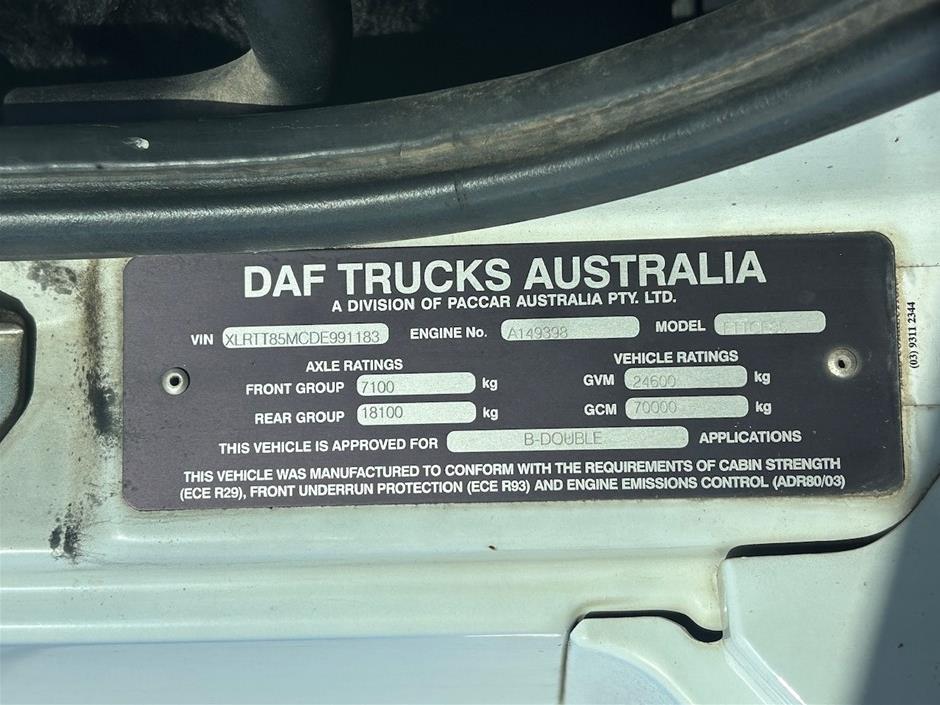 DAF TRUCKS AUSTRALIA
A DIVISION OF PACCAR AUSTRALIA PTY. LTD.
VIN XLRTT85MCDE991183 ENGINE No. A149398 MODEL
AXLE RATINGS VEHICLE RATINGS
FRONT GROUP 7100 kg GVM 24600 kg
REAR GROUP 18100 kg GCM 70000 kg
THIS VEHICLE IS APPROVED FOR B-DOUBLE APPLICATIONS
THIS VEHICLE WAS MANUFACTURED TO CONFORM WITH THE REQUIREMENTS OF CABIN STRENGTH
(ECE R29), FRONT UNDERRUN PROTECTION (ECE R93) AND ENGINE EMISSIONS CONTROL (ADR80/03)
(03) 9311 2344